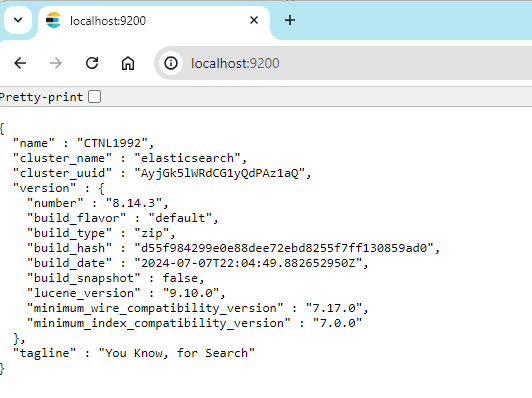 localhost:9200
localhost:9200
Pretty-print
{
"name" : "CTNL1992",
"cluster_name" : "elasticsearch",
"cluster_uuid" : "AyjGk5lWRdCG1yQdPAz1aQ",
"version" : {
"number" : "8.14.3",
"build_flavor" : "default",
"build_type" : "zip",
"build_hash" : "d55f984299e0e88dee72ebd8255f7ff130859ad0",
"build_date" : "2024-07-07T22:04:49.882652950Z",
"build_snapshot" : false,
"lucene_version" : "9.10.0",
"minimum_wire_compatibility_version" : "7.17.0",
"minimum_index_compatibility_version" : "7.0.0"
},
"tagline" : "You Know, for Search"
}